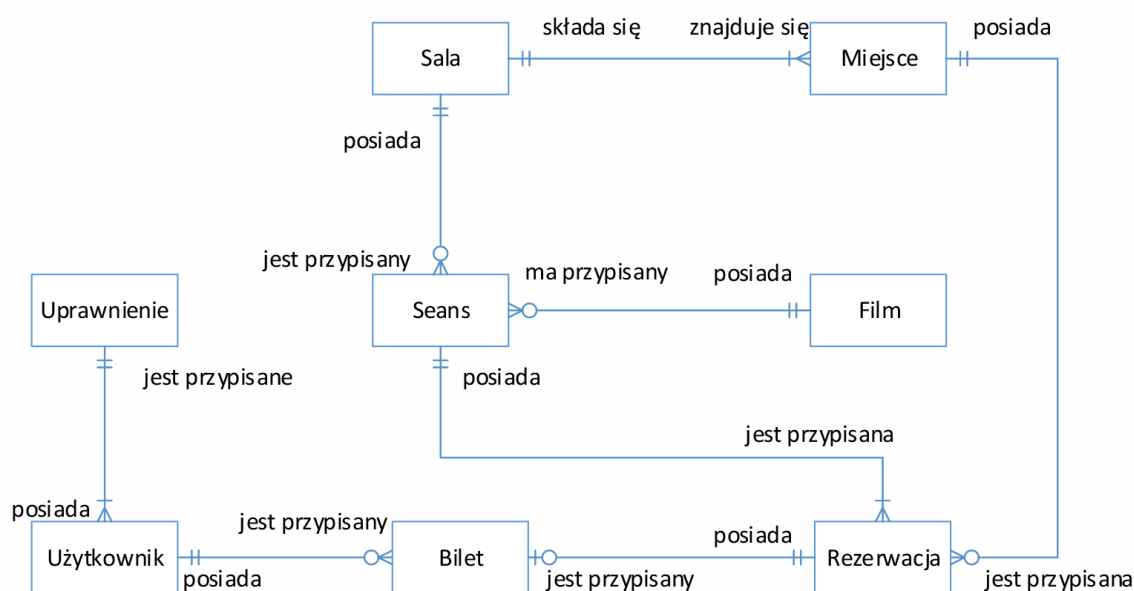 składa się
znajduje się
posiada
Sala
Miejsce
posiada
jest przypisany
ma przypisany
posiada
Uprawnienie
Seans
Film
jest przypisane
posiada
jest przypisana
posiada
jest przypisany
posiada
Użytkownik
Bilet
Rezerwacja
posiada
jest przypisany
jest przypisana